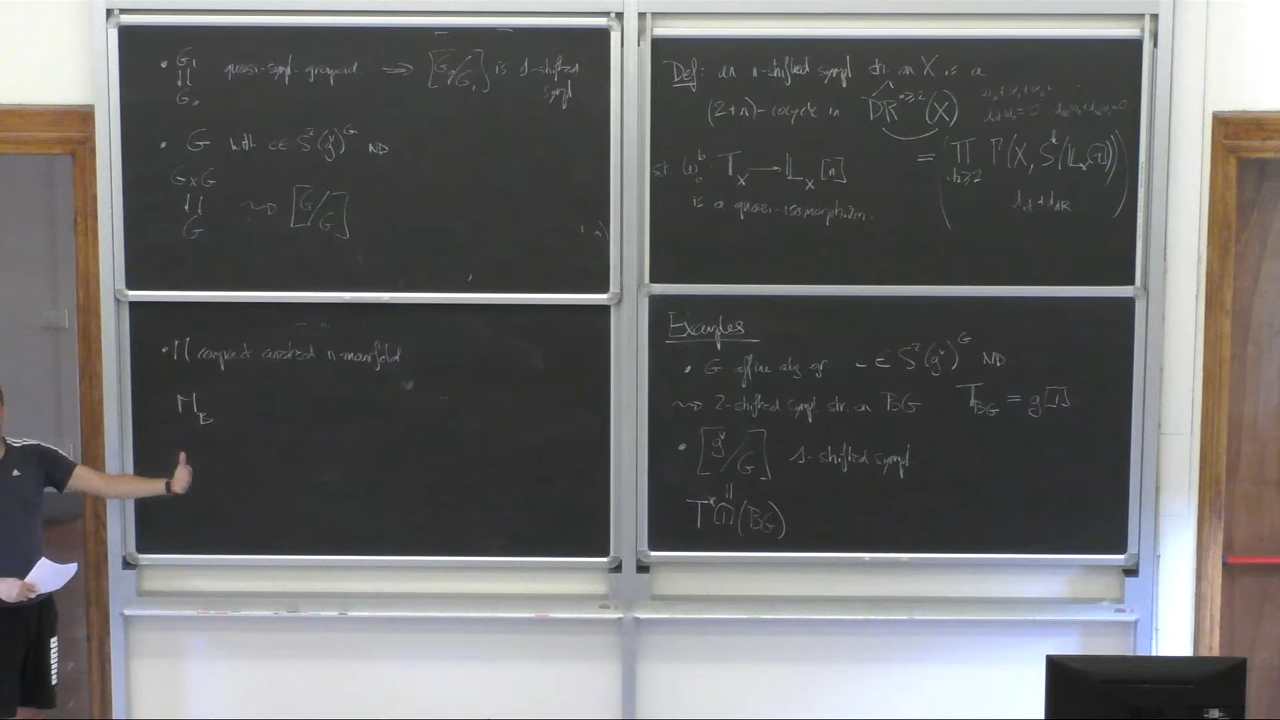 • G₁ quasi-sympl. groupoid ⟹ [G₀/G₁] is 1-shifted
⇊ sympl
G₀
• G with c ∈ S²(g^v)^G ND
G×G
⇊ ⇝ [G/G]
G
• M compact oriented n-manifold
M_B
Def: an n-shifted sympl. str. on X is a
(2+n)-cocycle in D̂R^{≥2}(X)
st. ω₀^b: 𝕋_X → 𝕃_X[n]
is a quasi-isomorphism.
= (∏_{k≥2} Γ(X, S^k(𝕃_X[1]))
d_int + d_dR)
Examples
• G affine alg gr c ∈ S²(g^v)^G ND
⇝ 2-shifted sympl. str. on BG 𝕋_BG = g[1]
• [g^v/G] 1-shifted sympl.
||
T*[1](BG)